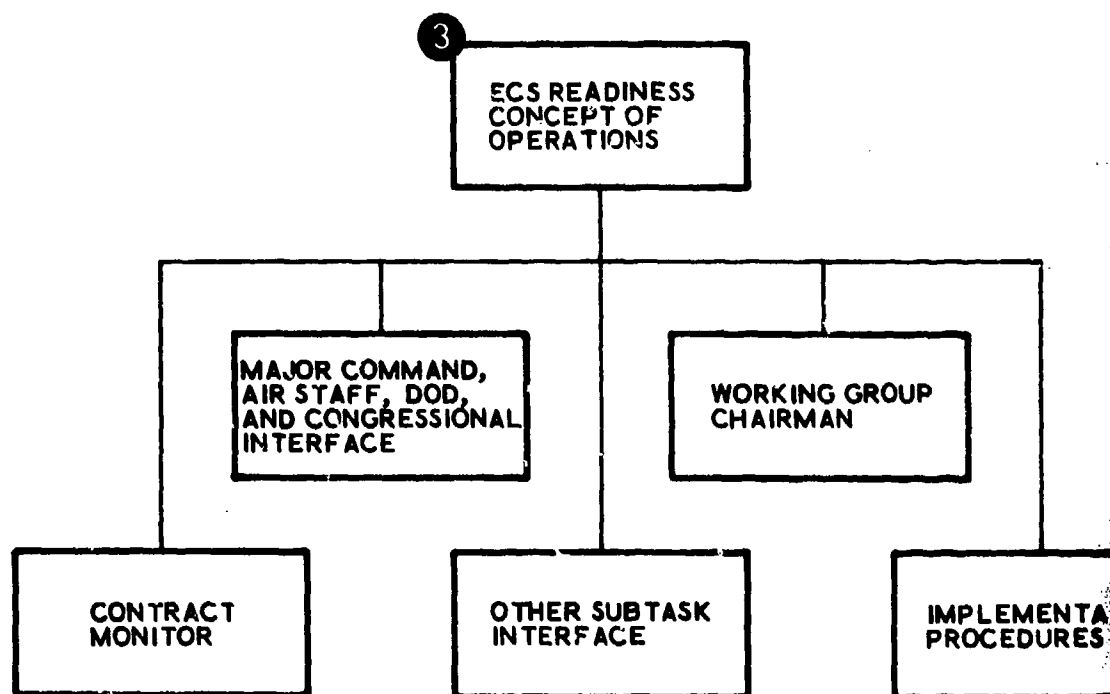 3
ECS READINESS
CONCEPT OF
OPERATIONS
MAJOR COMMAND,
AIR STAFF, DOD,
AND CONGRESSIONAL
INTERFACE
WORKING GROUP
CHAIRMAN
CONTRACT
MONITOR
OTHER SUBTASK
INTERFACE
IMPLEMENTA
PROCEDURES